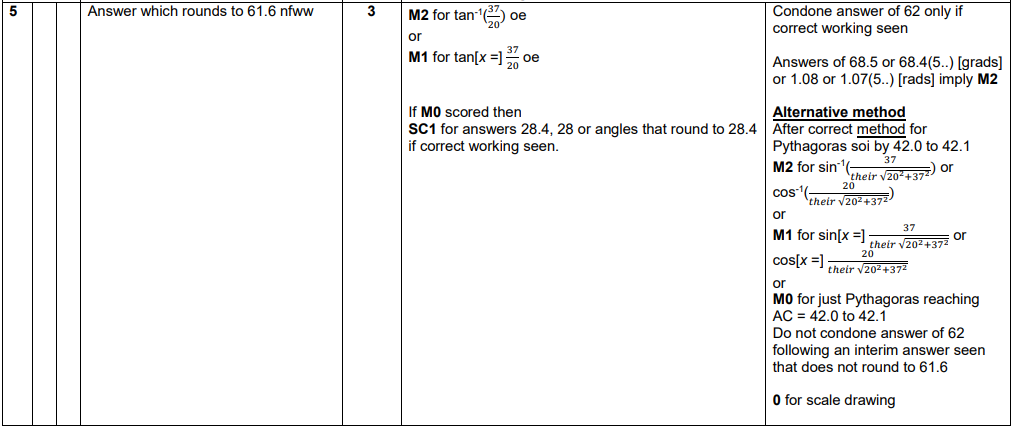 5 Answer which rounds to 61.6 nfww 3
M2 for tan⁻¹(37/20) oe
or
M1 for tan[x =] 37/20 oe
If M0 scored then
SC1 for answers 28.4, 28 or angles that round to 28.4
if correct working seen.
Condone answer of 62 only if
correct working seen
Answers of 68.5 or 68.4(5..) [grads]
or 1.08 or 1.07(5..) [rads] imply M2
Alternative method
After correct method for
Pythagoras soi by 42.0 to 42.1
M2 for sin⁻¹(37/their √20²+37²) or
cos⁻¹(20/their √20²+37²)
or
M1 for sin[x =] 37/their √20²+37² or
cos[x =] 20/their √20²+37²
or
M0 for just Pythagoras reaching
AC = 42.0 to 42.1
Do not condone answer of 62
following an interim answer seen
that does not round to 61.6
0 for scale drawing